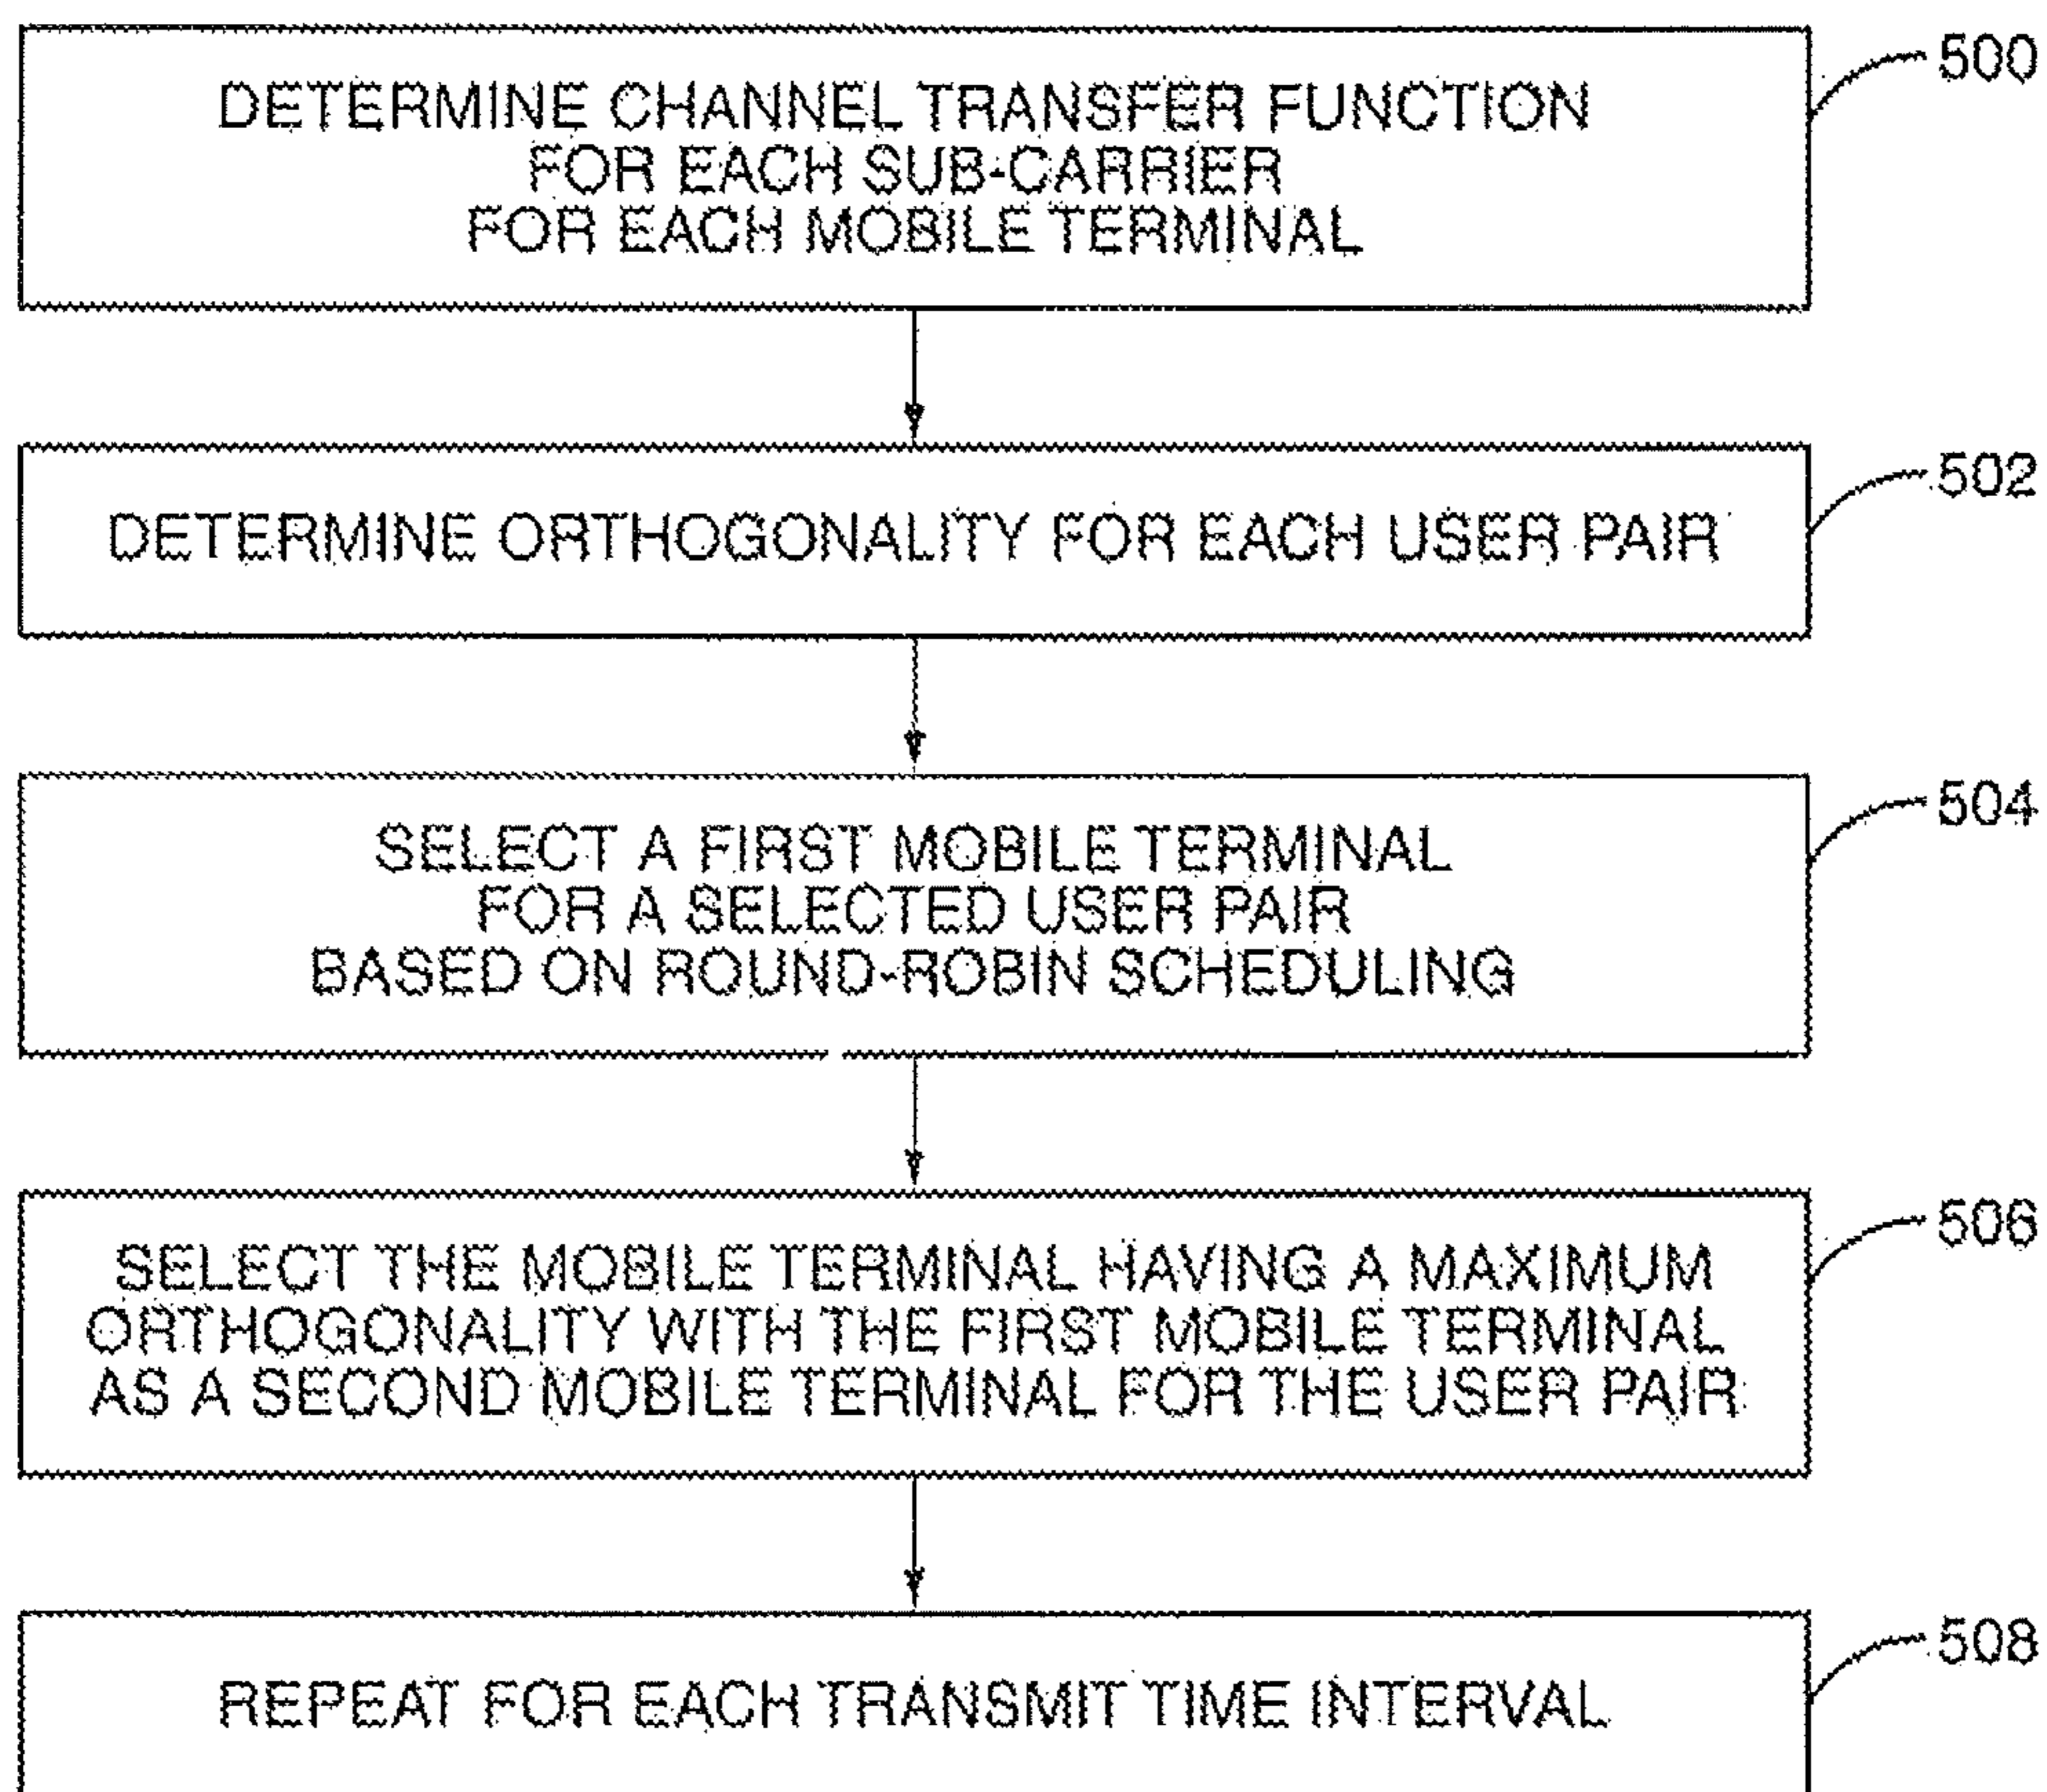 DETERMINE CHANNEL TRANSFER FUNCTION
FOR EACH SUB-CARRIER
FOR EACH MOBILE TERMINAL
500
DETERMINE ORTHOGONALITY FOR EACH USER PAIR
502
SELECT A FIRST MOBILE TERMINAL
FOR A SELECTED USER PAIR
BASED ON ROUND-ROBIN SCHEDULING
504
SELECT THE MOBILE TERMINAL HAVING A MAXIMUM
ORTHOGONALITY WITH THE FIRST MOBILE TERMINAL
AS A SECOND MOBILE TERMINAL FOR THE USER PAIR
506
REPEAT FOR EACH TRANSMIT TIME INTERVAL
508